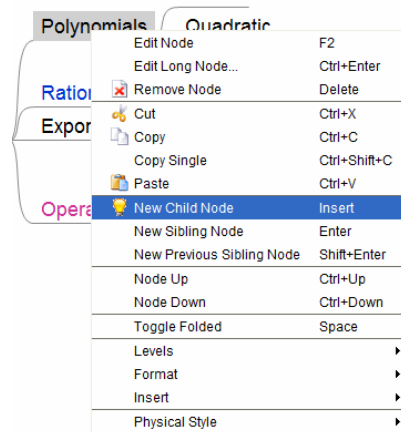 Polynomials Quadratic
Edit Node F2
Edit Long Node... Ctrl+Enter
Remove Node Delete
Cut Ctrl+X
Copy Ctrl+C
Copy Single Ctrl+Shift+C
Paste Ctrl+V
New Child Node Insert
New Sibling Node Enter
New Previous Sibling Node Shift+Enter
Node Up Ctrl+Up
Node Down Ctrl+Down
Toggle Folded Space
Levels
Format
Insert
Physical Style
Ration
Expor
Opera